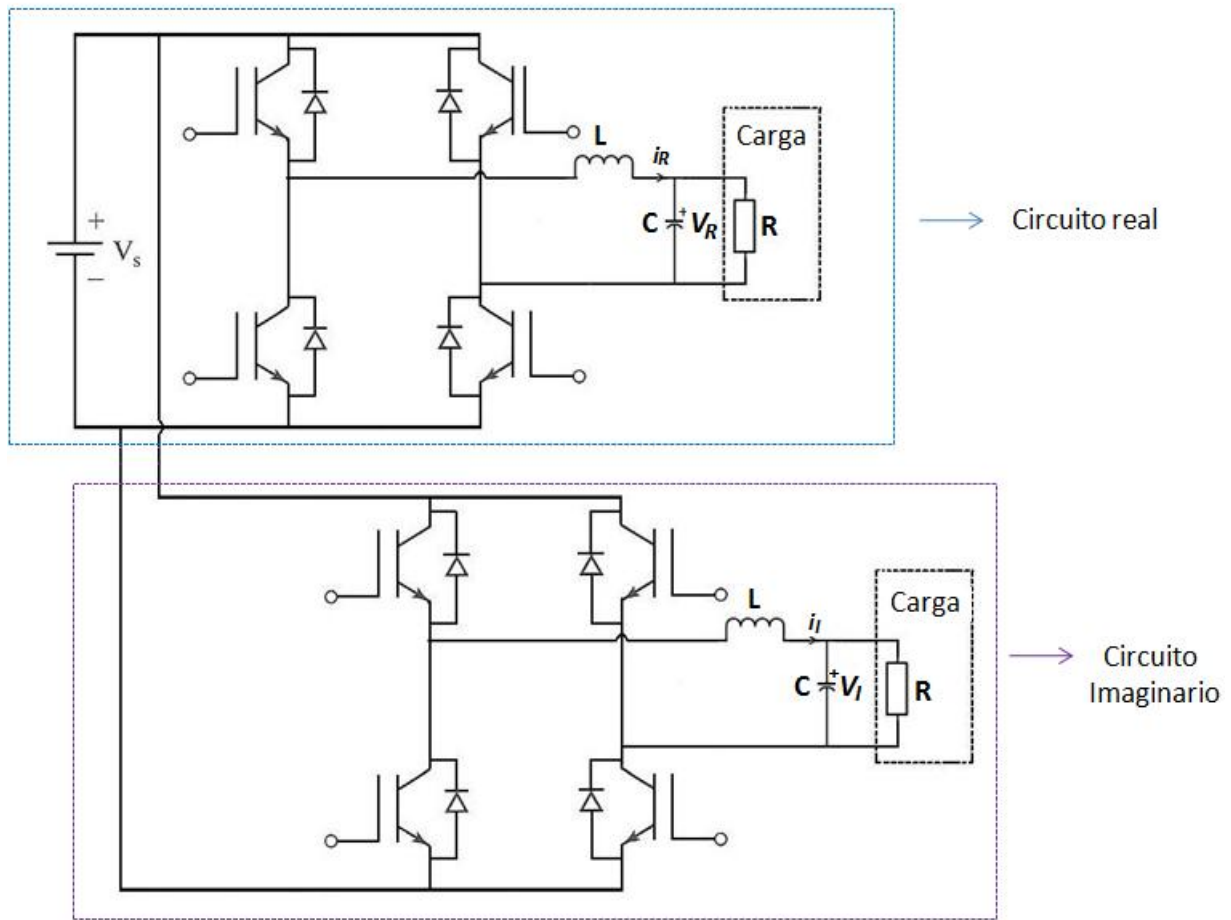 Carga
L
i_R
C
+
V_R
R
Circuito real
+
V_s
−
Carga
L
i_I
C
+
V_I
R
Circuito
Imaginario